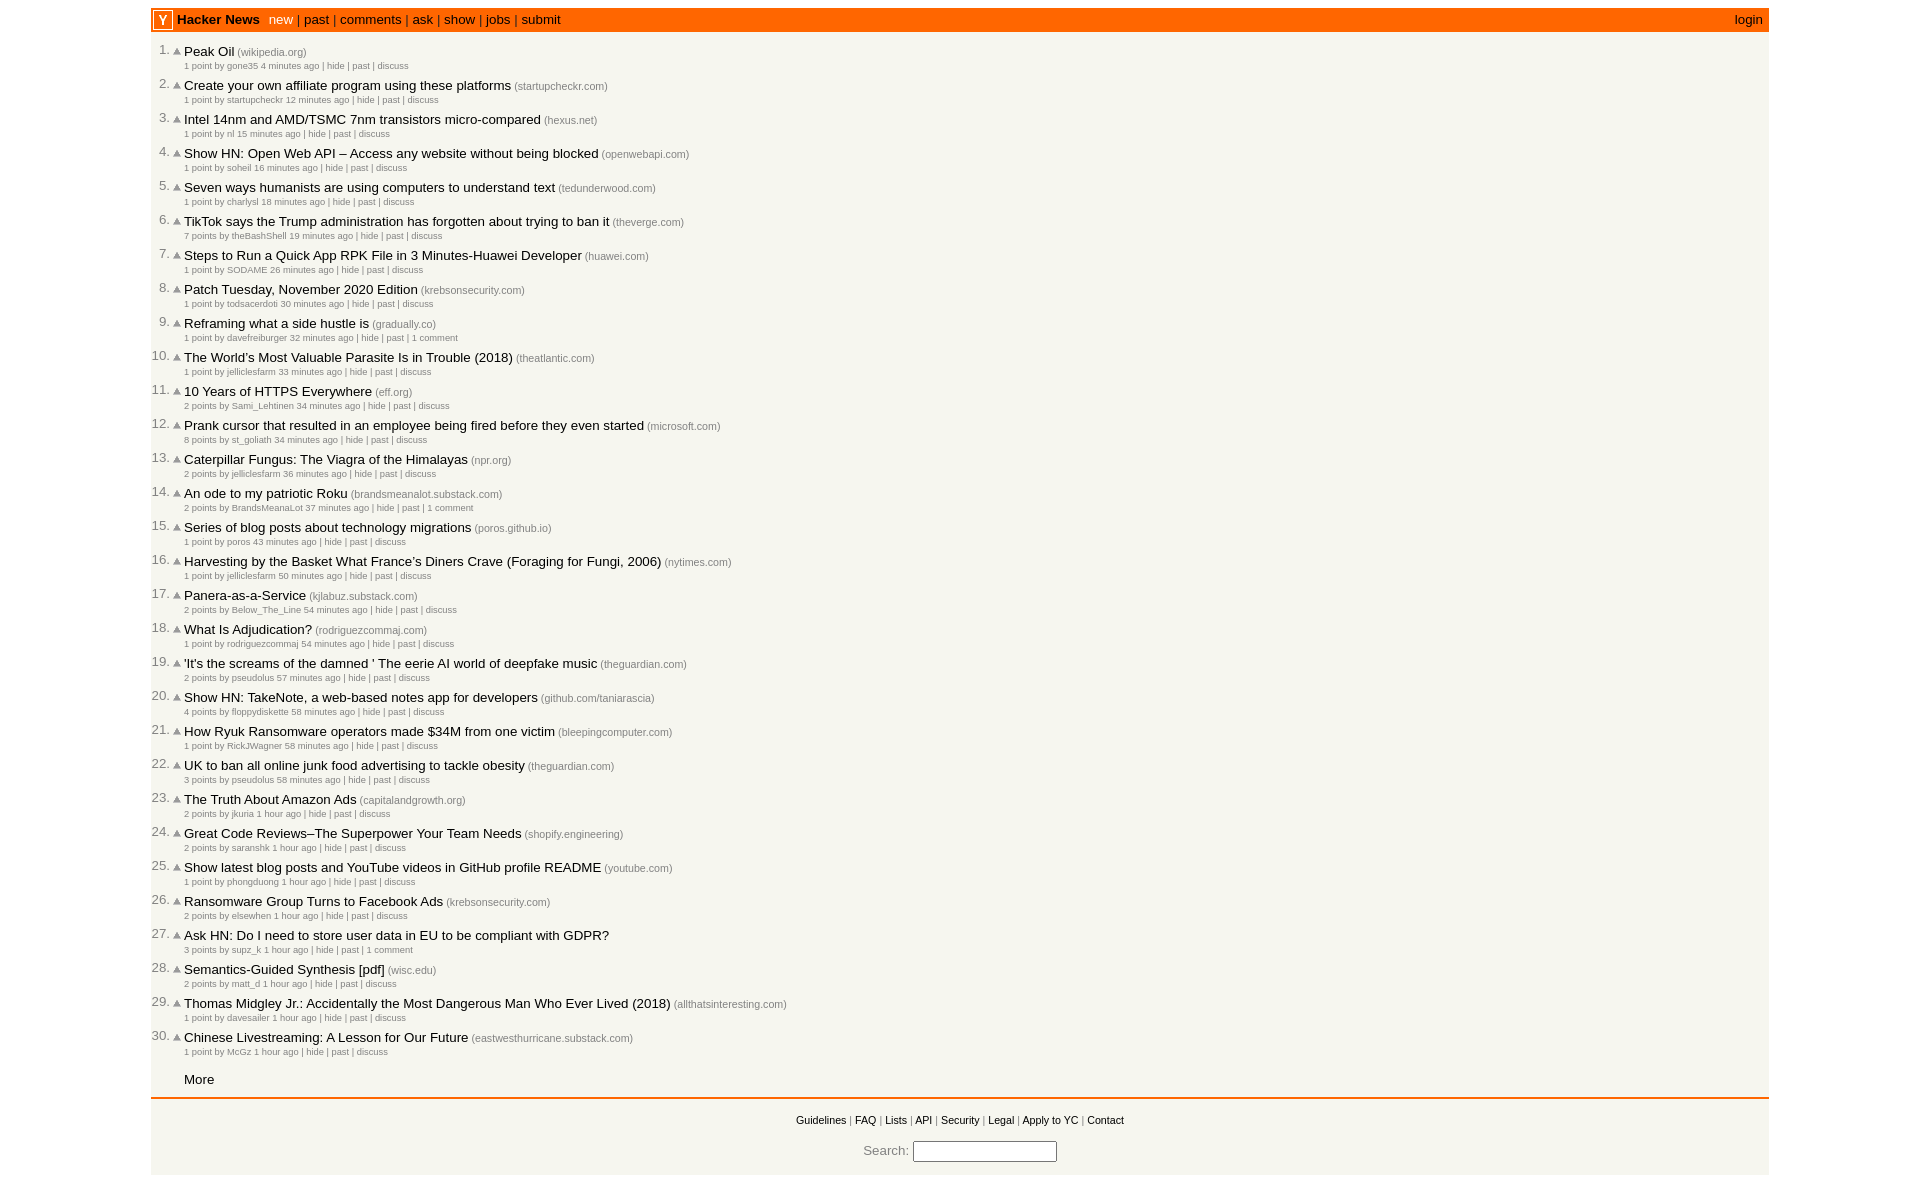 Y Hacker News new | past | comments | ask | show | jobs | submit login
1. Peak Oil (wikipedia.org)
1 point by gone35 4 minutes ago | hide | past | discuss
2. Create your own affiliate program using these platforms (startupcheckr.com)
1 point by startupcheckr 12 minutes ago | hide | past | discuss
3. Intel 14nm and AMD/TSMC 7nm transistors micro-compared (hexus.net)
1 point by nl 15 minutes ago | hide | past | discuss
4. Show HN: Open Web API – Access any website without being blocked (openwebapi.com)
1 point by soheil 16 minutes ago | hide | past | discuss
5. Seven ways humanists are using computers to understand text (tedunderwood.com)
1 point by charlysl 18 minutes ago | hide | past | discuss
6. TikTok says the Trump administration has forgotten about trying to ban it (theverge.com)
7 points by theBashShell 19 minutes ago | hide | past | discuss
7. Steps to Run a Quick App RPK File in 3 Minutes-Huawei Developer (huawei.com)
1 point by SODAME 26 minutes ago | hide | past | discuss
8. Patch Tuesday, November 2020 Edition (krebsonsecurity.com)
1 point by todsacerdoti 30 minutes ago | hide | past | discuss
9. Reframing what a side hustle is (gradually.co)
1 point by davefreiburger 32 minutes ago | hide | past | 1 comment
10. The World’s Most Valuable Parasite Is in Trouble (2018) (theatlantic.com)
1 point by jelliclesfarm 33 minutes ago | hide | past | discuss
11. 10 Years of HTTPS Everywhere (eff.org)
2 points by Sami_Lehtinen 34 minutes ago | hide | past | discuss
12. Prank cursor that resulted in an employee being fired before they even started (microsoft.com)
8 points by st_goliath 34 minutes ago | hide | past | discuss
13. Caterpillar Fungus: The Viagra of the Himalayas (npr.org)
2 points by jelliclesfarm 36 minutes ago | hide | past | discuss
14. An ode to my patriotic Roku (brandsmeanalot.substack.com)
2 points by BrandsMeanaLot 37 minutes ago | hide | past | 1 comment
15. Series of blog posts about technology migrations (poros.github.io)
1 point by poros 43 minutes ago | hide | past | discuss
16. Harvesting by the Basket What France’s Diners Crave (Foraging for Fungi, 2006) (nytimes.com)
1 point by jelliclesfarm 50 minutes ago | hide | past | discuss
17. Panera-as-a-Service (kjlabuz.substack.com)
2 points by Below_The_Line 54 minutes ago | hide | past | discuss
18. What Is Adjudication? (rodriguezcommaj.com)
1 point by rodriguezcommaj 54 minutes ago | hide | past | discuss
19. 'It's the screams of the damned ' The eerie AI world of deepfake music (theguardian.com)
2 points by pseudolus 57 minutes ago | hide | past | discuss
20. Show HN: TakeNote, a web-based notes app for developers (github.com/taniarascia)
4 points by floppydiskette 58 minutes ago | hide | past | discuss
21. How Ryuk Ransomware operators made $34M from one victim (bleepingcomputer.com)
1 point by RickJWagner 58 minutes ago | hide | past | discuss
22. UK to ban all online junk food advertising to tackle obesity (theguardian.com)
3 points by pseudolus 58 minutes ago | hide | past | discuss
23. The Truth About Amazon Ads (capitalandgrowth.org)
2 points by jkuria 1 hour ago | hide | past | discuss
24. Great Code Reviews–The Superpower Your Team Needs (shopify.engineering)
2 points by saranshk 1 hour ago | hide | past | discuss
25. Show latest blog posts and YouTube videos in GitHub profile README (youtube.com)
1 point by phongduong 1 hour ago | hide | past | discuss
26. Ransomware Group Turns to Facebook Ads (krebsonsecurity.com)
2 points by elsewhen 1 hour ago | hide | past | discuss
27. Ask HN: Do I need to store user data in EU to be compliant with GDPR?
3 points by supz_k 1 hour ago | hide | past | 1 comment
28. Semantics-Guided Synthesis [pdf] (wisc.edu)
2 points by matt_d 1 hour ago | hide | past | discuss
29. Thomas Midgley Jr.: Accidentally the Most Dangerous Man Who Ever Lived (2018) (allthatsinteresting.com)
1 point by davesailer 1 hour ago | hide | past | discuss
30. Chinese Livestreaming: A Lesson for Our Future (eastwesthurricane.substack.com)
1 point by McGz 1 hour ago | hide | past | discuss
More
Guidelines | FAQ | Lists | API | Security | Legal | Apply to YC | Contact
Search: